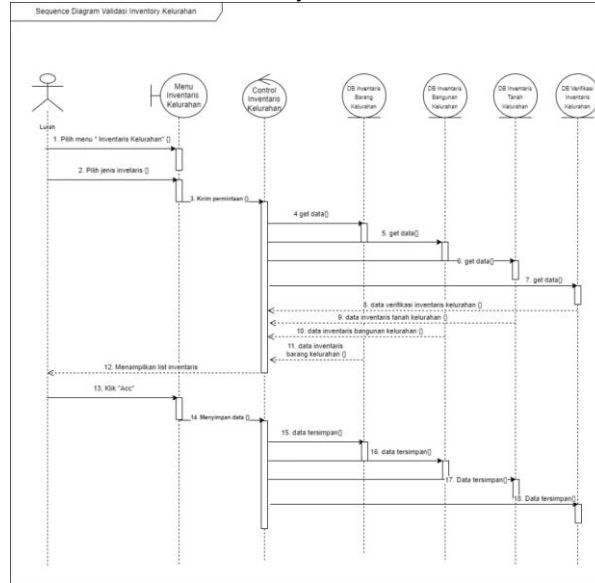 Sequence Diagram Validasi Inventory Kelurahan
Lurah
Menu
Inventaris
Kelurahan
Control
Inventaris
Kelurahan
DB Inventaris
Barang
Kelurahan
DB Inventaris
Bangunan
Kelurahan
DB Inventaris
Tanah
Kelurahan
DB Verifikasi
Inventaris
Kelurahan
1. Pilih menu " Inventaris Kelurahan" ()
2. Pilih jenis invetaris ()
3. Kirim permintaan ()
4 get data()
5. get data()
6. get data()
7. get data()
8. data verifikasi inventaris kelurahan ()
9. data inventaris tanah kelurahan ()
10. data inventaris bangunan kelurahan ()
11. data inventaris
barang kelurahan ()
12. Menampilkan list inventaris
13. Klik "Acc"
14. Menyimpan data ()
15. data tersimpan()
16. data tersimpan()
17. Data tersimpan()
18. Data tersimpan()